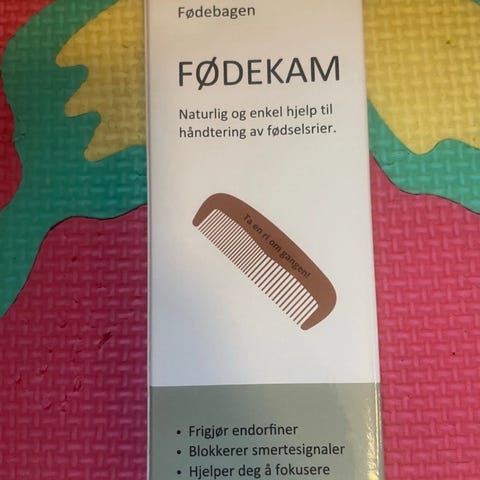 Fødebagen
FØDEKAM
Naturlig og enkel hjelp til
håndtering av fødselsrier.
Ta en ri om gangen!
• Frigjør endorfiner
• Blokkerer smertesignaler
• Hjelper deg å fokusere